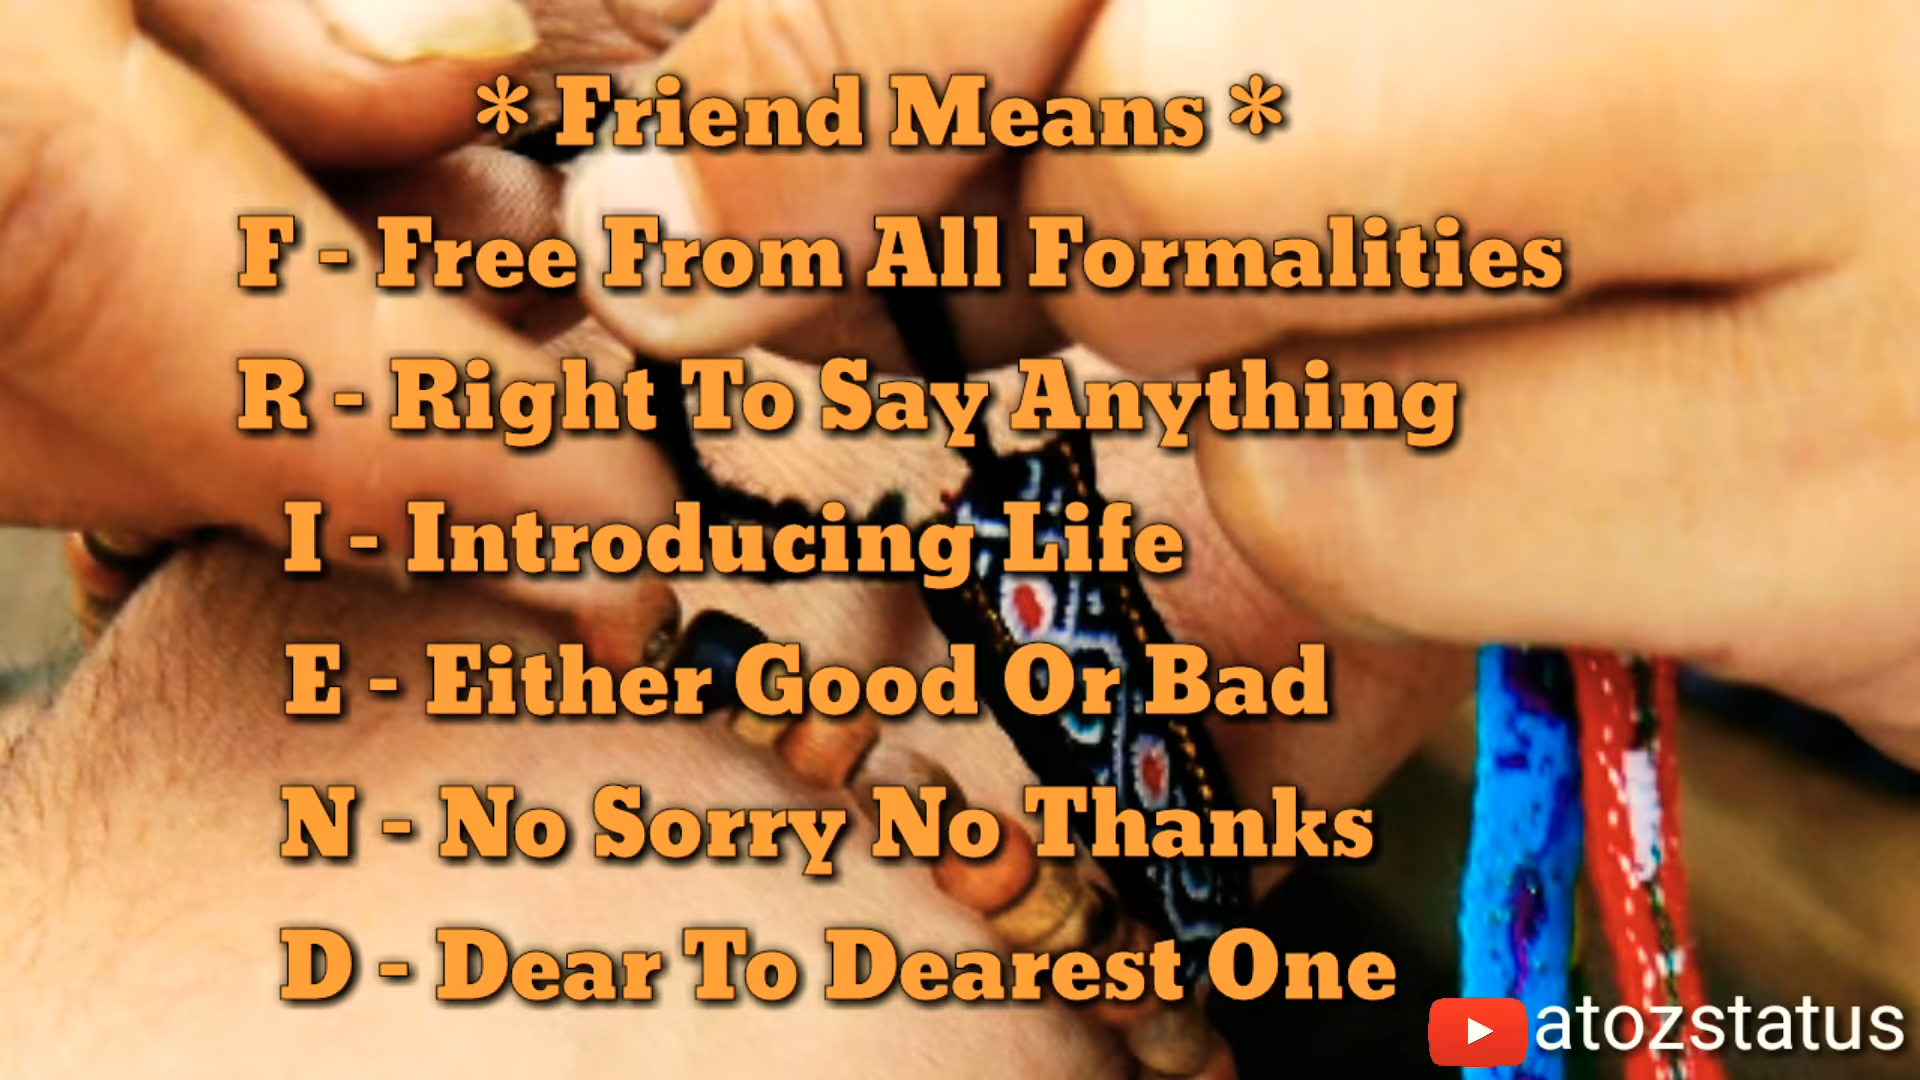 * Friend Means *
F - Free From All Formalities
R - Right To Say Anything
I - Introducing Life
E - Either Good Or Bad
N - No Sorry No Thanks
D - Dear To Dearest One
atozstatus